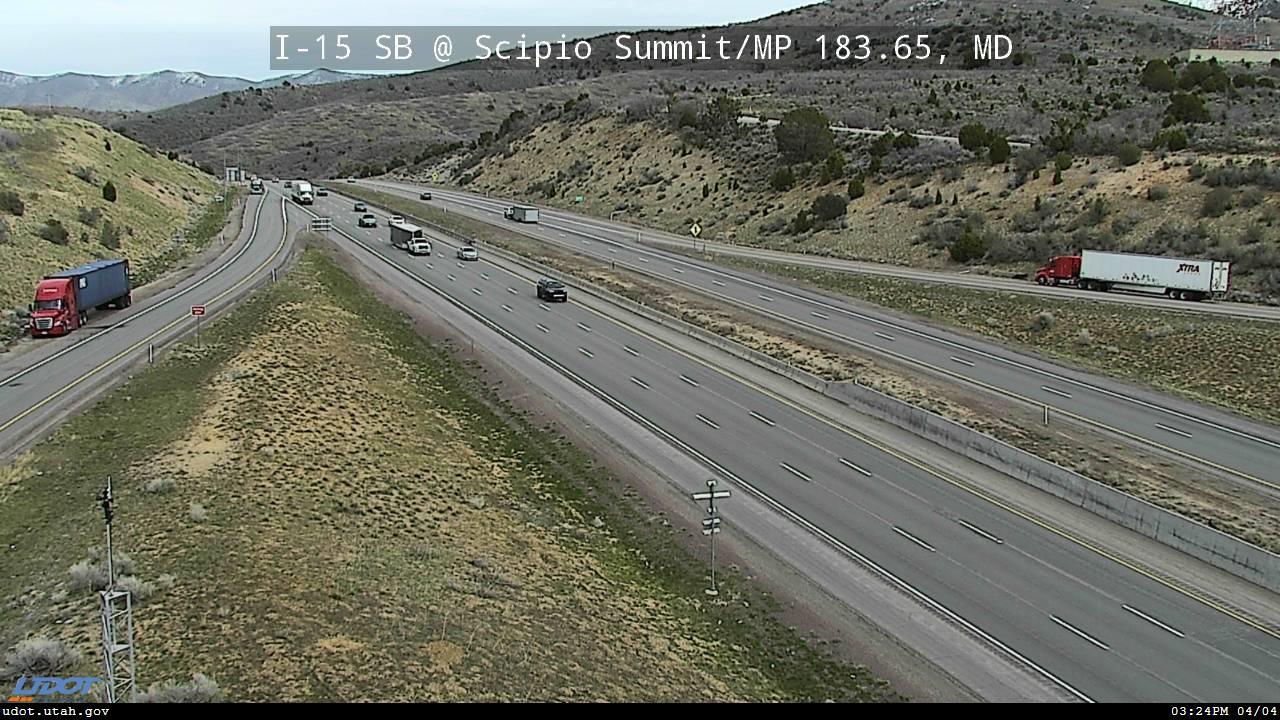 I-15 SB @ Scipio Summit/MP 183.65, MD
XTRA
UDOT
udot.utah.gov
03:24PM 04/04